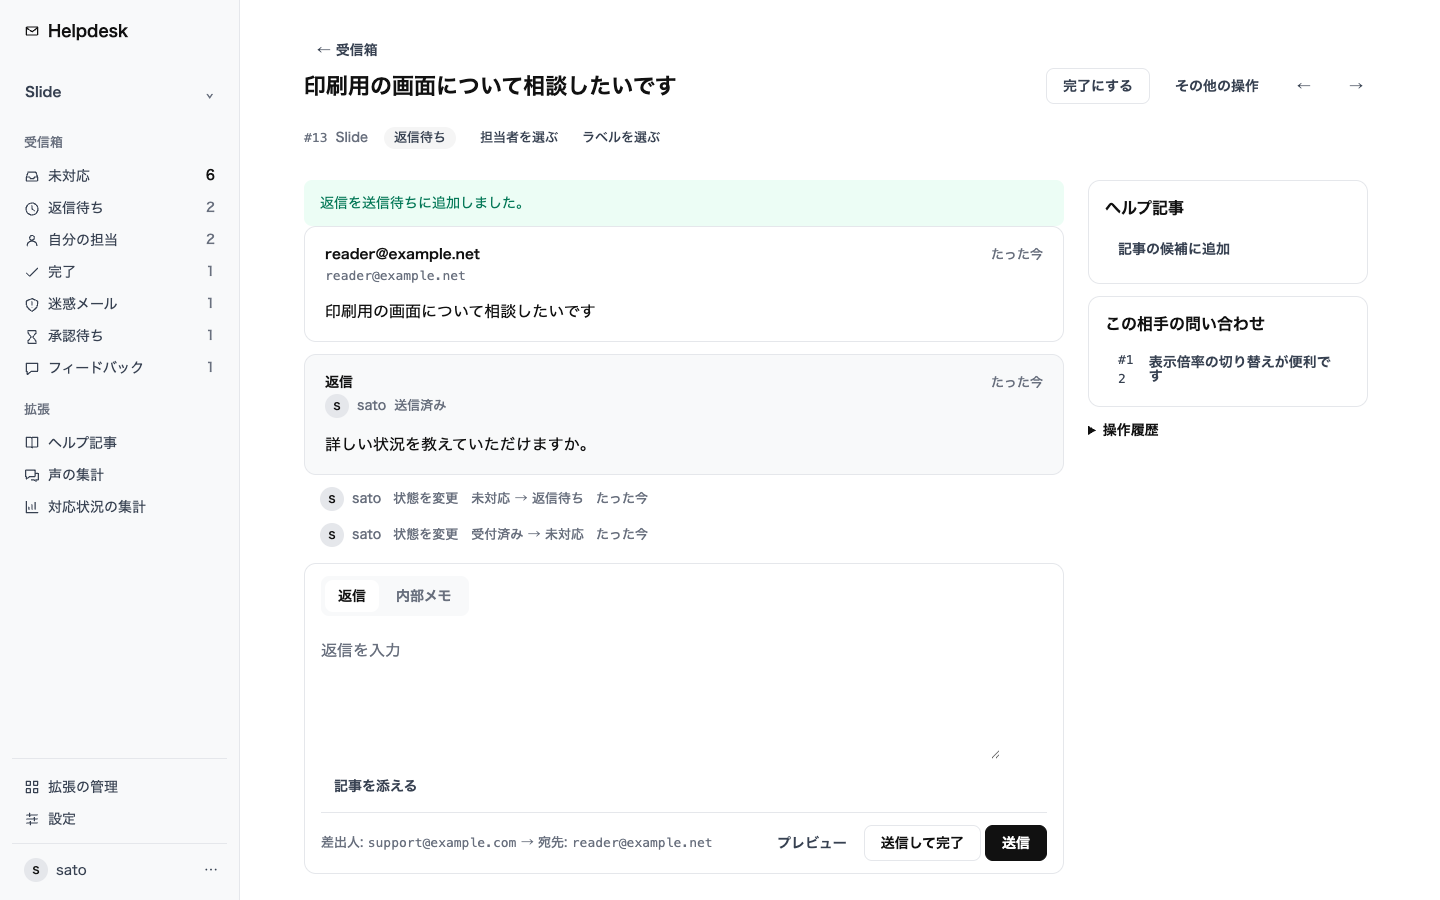 Helpdesk
Slide
受信箱
未対応 6
返信待ち 2
自分の担当 2
完了 1
迷惑メール 1
承認待ち 1
フィードバック 1
拡張
ヘルプ記事
声の集計
対応状況の集計
拡張の管理
設定
S sato ...
← 受信箱
印刷用の画面について相談したいです
完了にする その他の操作 ← →
#13 Slide 返信待ち 担当者を選ぶ ラベルを選ぶ
返信を送信待ちに追加しました。
reader@example.net たった今
reader@example.net
印刷用の画面について相談したいです
返信 たった今
S sato 送信済み
詳しい状況を教えていただけますか。
S sato 状態を変更 未対応 → 返信待ち たった今
S sato 状態を変更 受付済み → 未対応 たった今
返信 内部メモ
返信を入力
記事を添える
差出人: support@example.com → 宛先: reader@example.net プレビュー 送信して完了 送信
ヘルプ記事
記事の候補に追加
この相手の問い合わせ
#1
2
表示倍率の切り替えが便利で
す
▶ 操作履歴